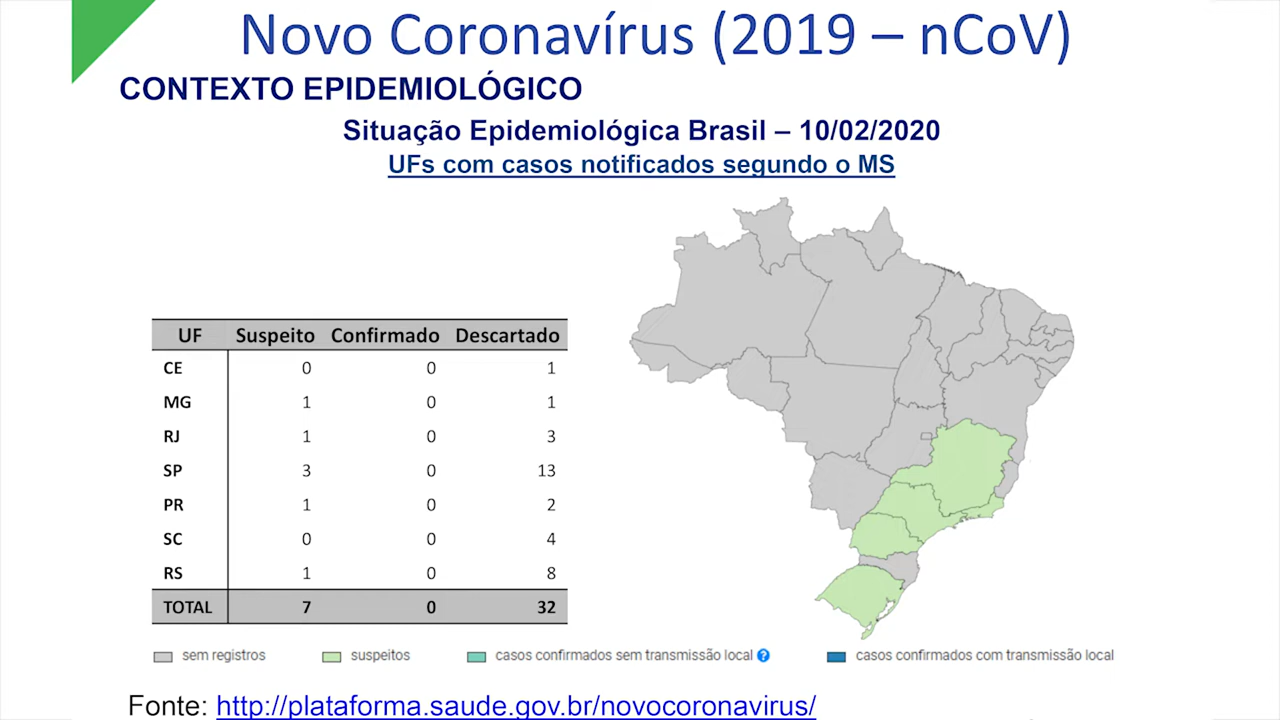 Novo Coronavírus (2019 – nCoV)
CONTEXTO EPIDEMIOLÓGICO
Situação Epidemiológica Brasil – 10/02/2020
UFs com casos notificados segundo o MS
UF Suspeito Confirmado Descartado
CE 0 0 1
MG 1 0 1
RJ 1 0 3
SP 3 0 13
PR 1 0 2
SC 0 0 4
RS 1 0 8
TOTAL 7 0 32
sem registros suspeitos casos confirmados sem transmissão local ? casos confirmados com transmissão local
Fonte: http://plataforma.saude.gov.br/novocoronavirus/